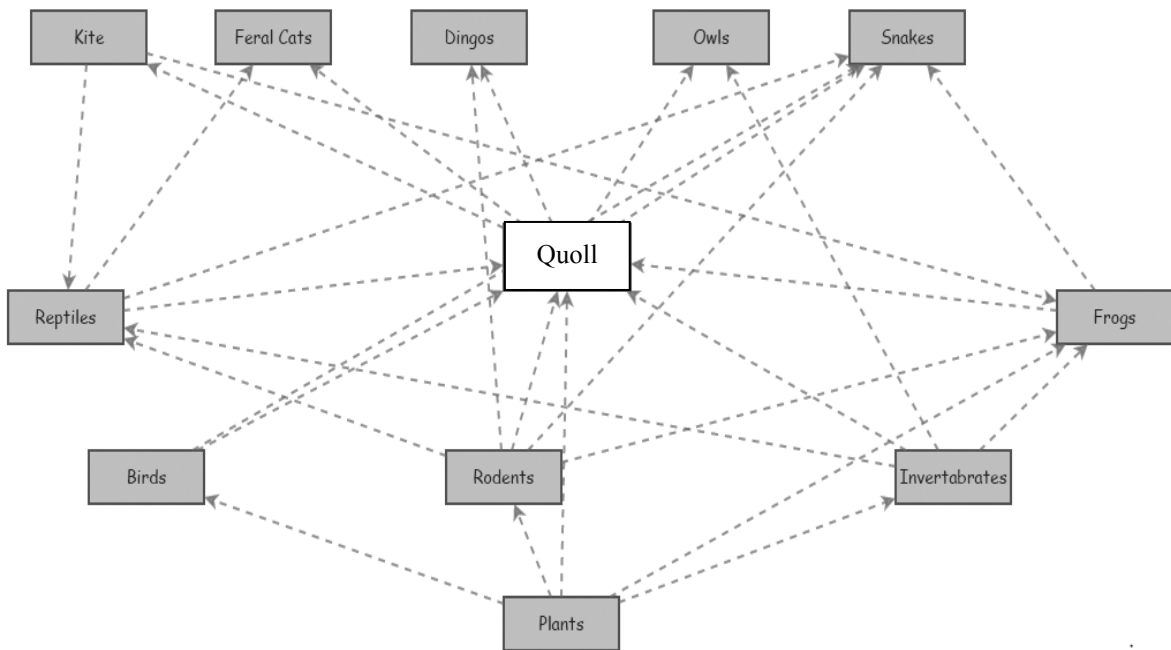 Kite
Feral Cats
Dingos
Owls
Snakes
Quoll
Reptiles
Frogs
Birds
Rodents
Invertabrates
Plants